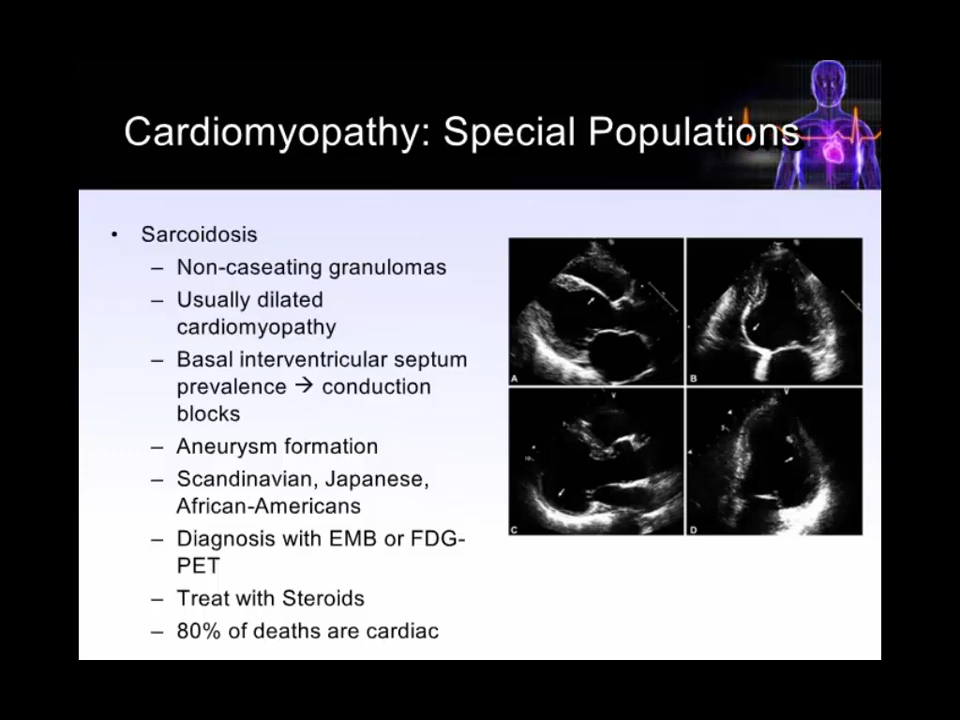 Cardiomyopathy: Special Populations
• Sarcoidosis
– Non-caseating granulomas
– Usually dilated
cardiomyopathy
– Basal interventricular septum
prevalence → conduction
blocks
– Aneurysm formation
– Scandinavian, Japanese,
African-Americans
– Diagnosis with EMB or FDG-
PET
– Treat with Steroids
– 80% of deaths are cardiac
A
B
C
D